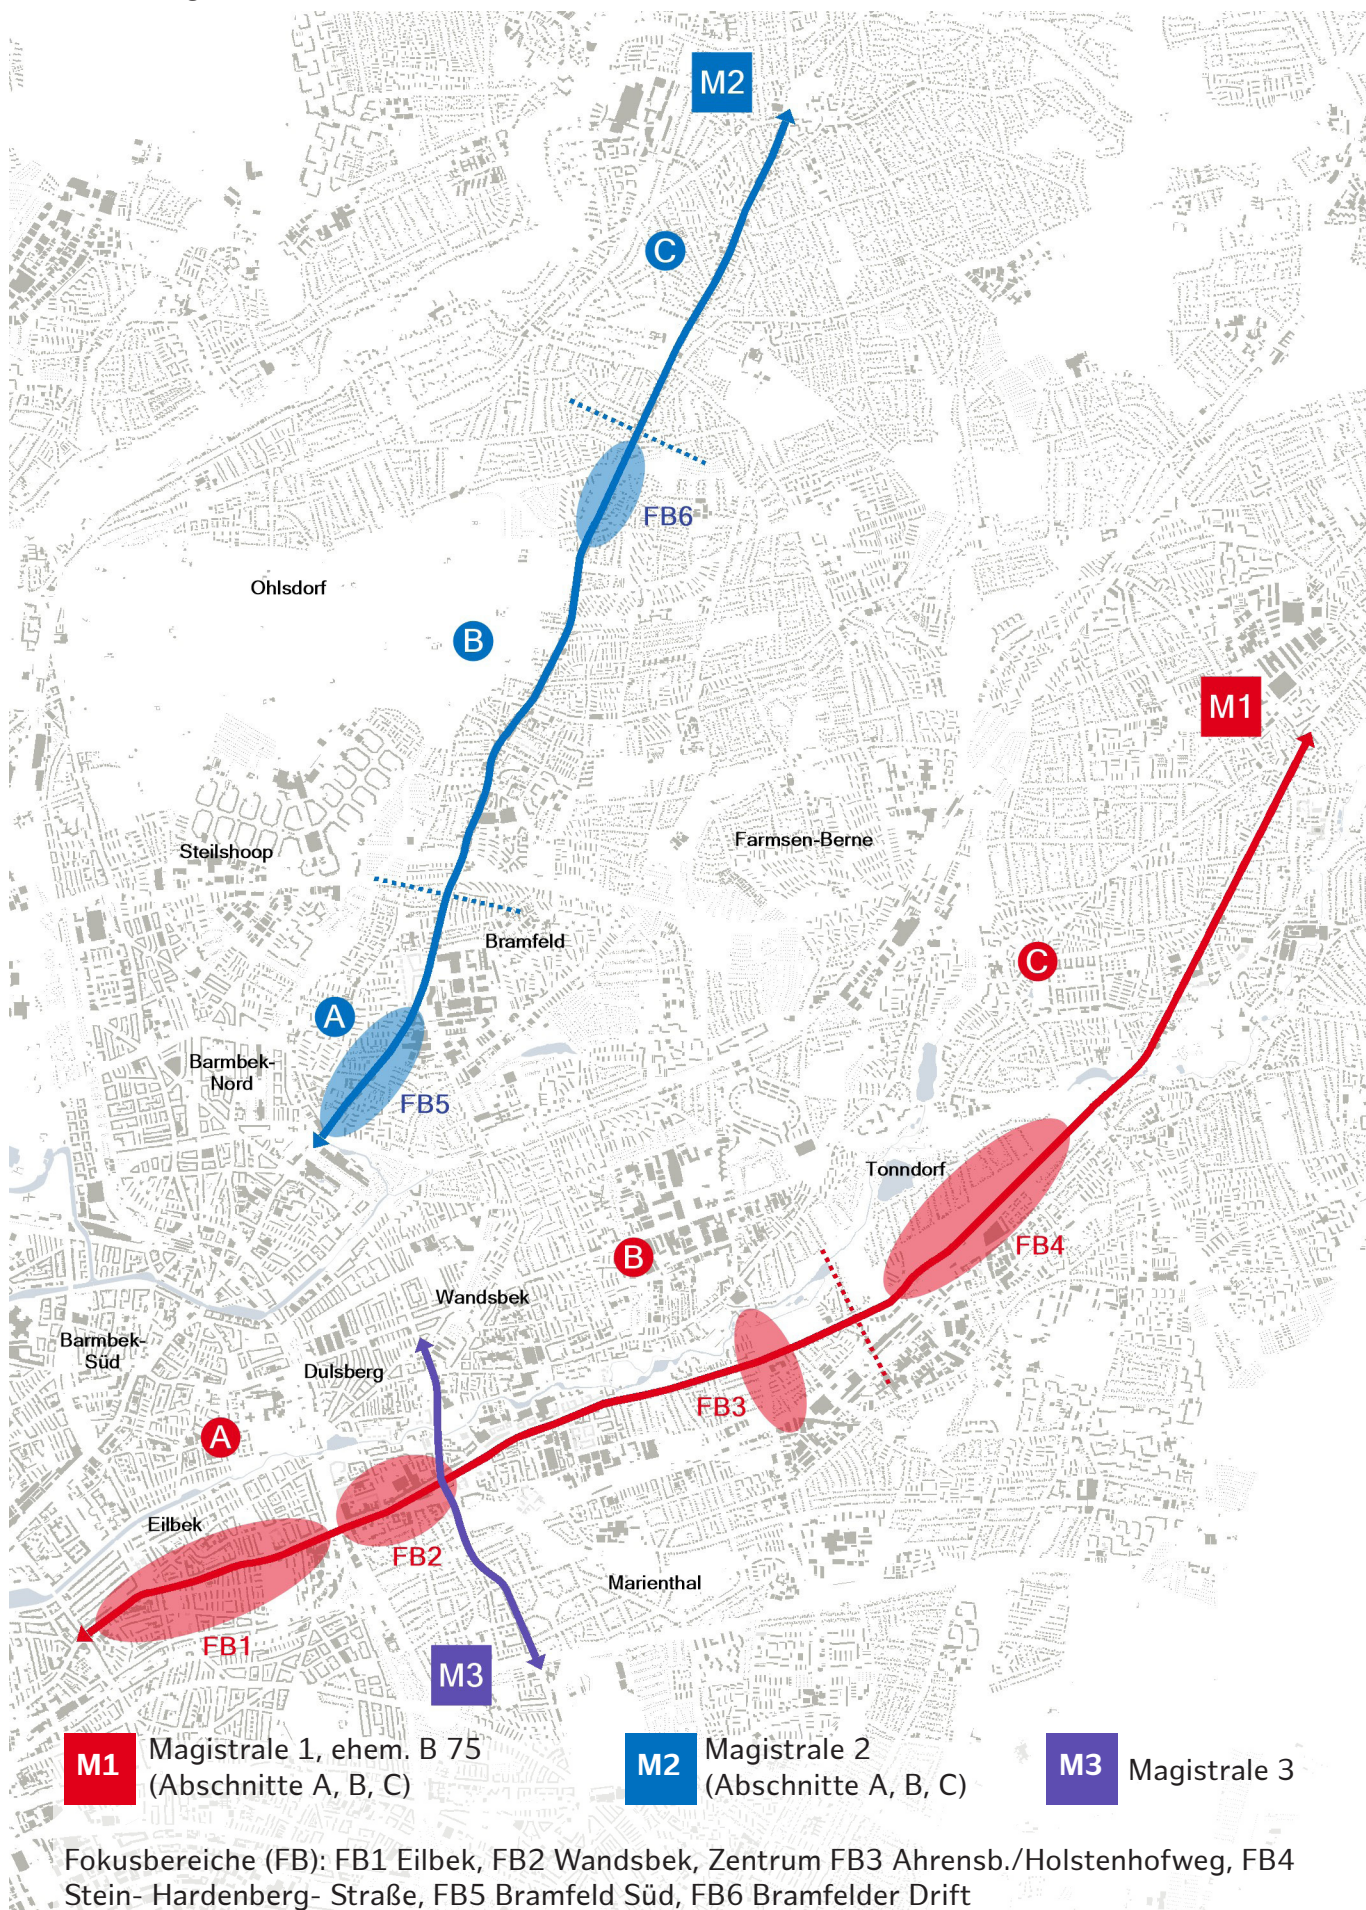 M2
C
FB6
Ohlsdorf
B
M1
Steilshoop
Farmsen-Berne
Bramfeld
C
A
Barmbek-
Nord
FB5
Tonndorf
FB4
B
Wandsbek
Barmbek-
Süd
Dulsberg
FB3
A
Eilbek
FB2
Marienthal
FB1
M3
M1 Magistrale 1, ehem. B 75
(Abschnitte A, B, C)
M2 Magistrale 2
(Abschnitte A, B, C)
M3 Magistrale 3
Fokusbereiche (FB): FB1 Eilbek, FB2 Wandsbek, Zentrum FB3 Ahrensb./Holstenhofweg, FB4
Stein- Hardenberg- Straße, FB5 Bramfeld Süd, FB6 Bramfelder Drift